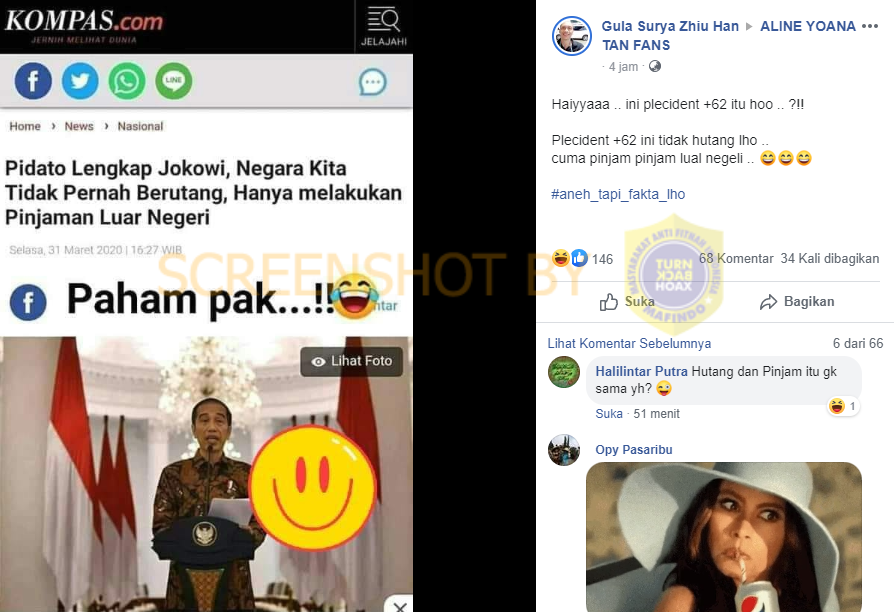 KOMPAS.com
JERNIH MELIHAT DUNIA
JELAJAHI
LINE
Home › News › Nasional
Pidato Lengkap Jokowi, Negara Kita
Tidak Pernah Berutang, Hanya melakukan
Pinjaman Luar Negeri
Selasa, 31 Maret 2020 | 16:27 WIB
Paham pak...!!
ntar
Lihat Foto
SCREENSHOT BY
Gula Surya Zhiu Han ▸ ALINE YOANA
TAN FANS
· 4 jam ·
Haiyyaaa .. ini plecident +62 itu hoo .. ?!!
Plecident +62 ini tidak hutang lho ..
cuma pinjam pinjam lual negeli .. 😄😄😄
#aneh_tapi_fakta_lho
146
68 Komentar 34 Kali dibagikan
MASYARAKAT ANTI FITNAH INDONESIA
TURN
BACK
HOAX
MAFINDO
Suka
Bagikan
Lihat Komentar Sebelumnya
6 dari 66
Halilintar Putra Hutang dan Pinjam itu gk
sama yh? 😜
1
Suka · 51 menit
Opy Pasaribu